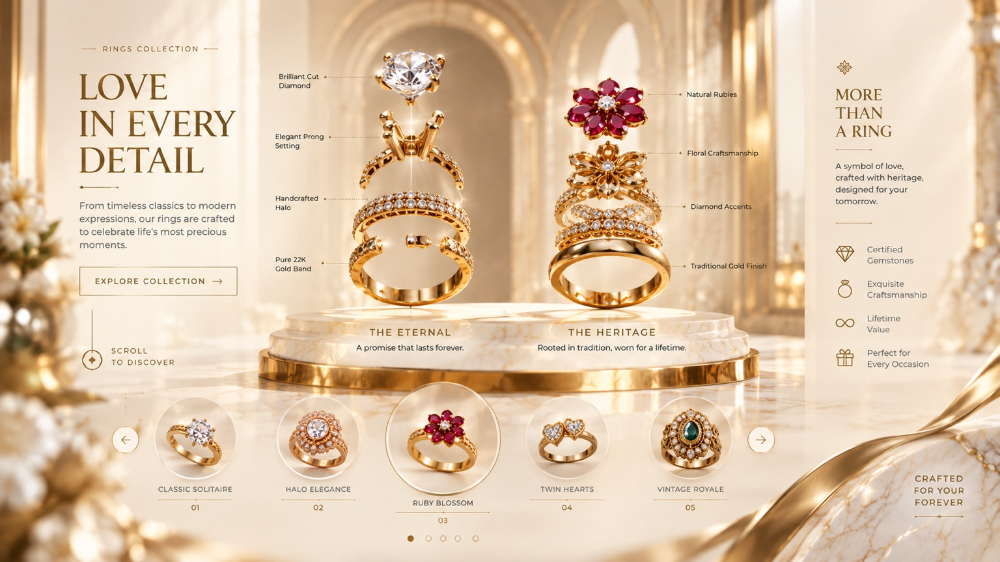 RINGS COLLECTION
LOVE
IN EVERY
DETAIL
From timeless classics to modern
expressions, our rings are crafted
to celebrate life's most precious
moments.
EXPLORE COLLECTION →
SCROLL
TO DISCOVER
Brilliant Cut
Diamond
Elegant Prong
Setting
Handcrafted
Halo
Pure 22K
Gold Band
Natural Rubies
Floral Craftsmanship
Diamond Accents
Traditional Gold Finish
THE ETERNAL
A promise that lasts forever.
THE HERITAGE
Rooted in tradition, worn for a lifetime.
MORE
THAN
A RING
A symbol of love,
crafted with heritage,
designed for your
tomorrow.
Certified
Gemstones
Exquisite
Craftsmanship
Lifetime
Value
Perfect for
Every Occasion
CLASSIC SOLITAIRE
01
HALO ELEGANCE
02
RUBY BLOSSOM
03
TWIN HEARTS
04
VINTAGE ROYALE
05
CRAFTED
FOR YOUR
FOREVER